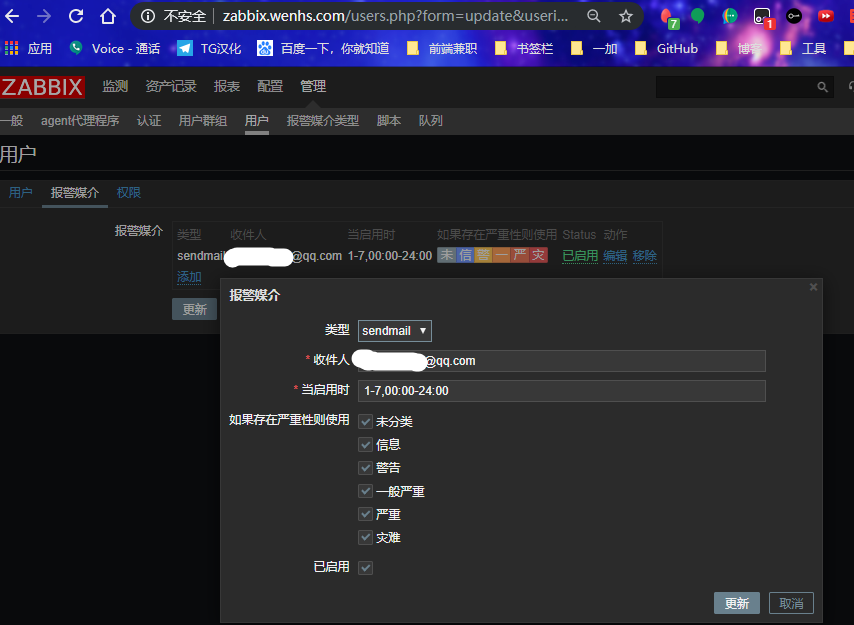 不安全 zabbix.wenhs.com/users.php?form=update&useri...
7
1
应用 Voice - 通话 TG汉化 百度一下，你就知道 前端兼职 书签栏 一加 GitHub 博客 工具
ZABBIX 监测 资产记录 报表 配置 管理
一般 agent代理程序 认证 用户群组 用户 报警媒介类型 脚本 队列
用户
用户 报警媒介 权限
报警媒介 类型 收件人 当启用时 如果存在严重性则使用 Status 动作
sendmail @qq.com 1-7,00:00-24:00 未 信 警 一 严 灾 已启用 编辑 移除
添加
更新
报警媒介
类型 sendmail
* 收件人 @qq.com
* 当启用时 1-7,00:00-24:00
如果存在严重性则使用 未分类
信息
警告
一般严重
严重
灾难
已启用
更新 取消